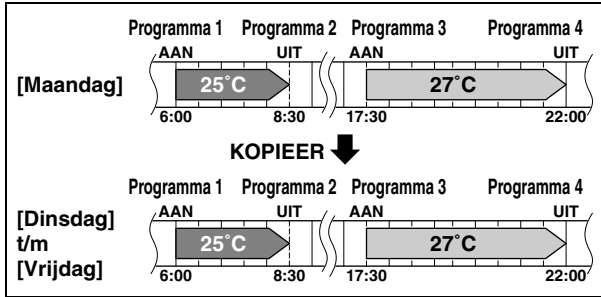 Programma 1 Programma 2 Programma 3 Programma 4
AAN UIT AAN UIT
[Maandag] 25˚C 27˚C
6:00 8:30 17:30 22:00
KOPIEER
Programma 1 Programma 2 Programma 3 Programma 4
AAN UIT AAN UIT
[Dinsdag]
t/m 25˚C 27˚C
[Vrijdag]
6:00 8:30 17:30 22:00